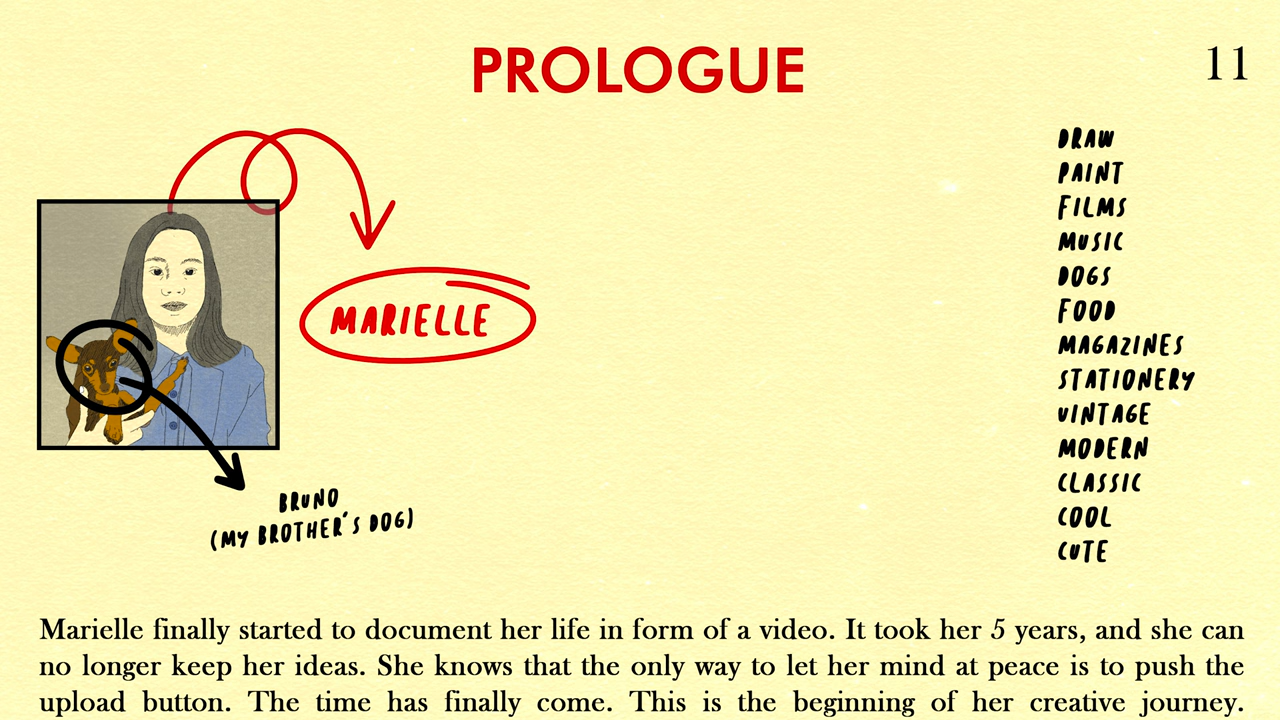 PROLOGUE
11
MARIELLE
BRUNO
(MY BROTHER'S DOG)
DRAW
PAINT
FILMS
MUSIC
DOGS
FOOD
MAGAZINES
STATIONERY
VINTAGE
MODERN
CLASSIC
COOL
CUTE
Marielle finally started to document her life in form of a video. It took her 5 years, and she can
no longer keep her ideas. She knows that the only way to let her mind at peace is to push the
upload button. The time has finally come. This is the beginning of her creative journey.